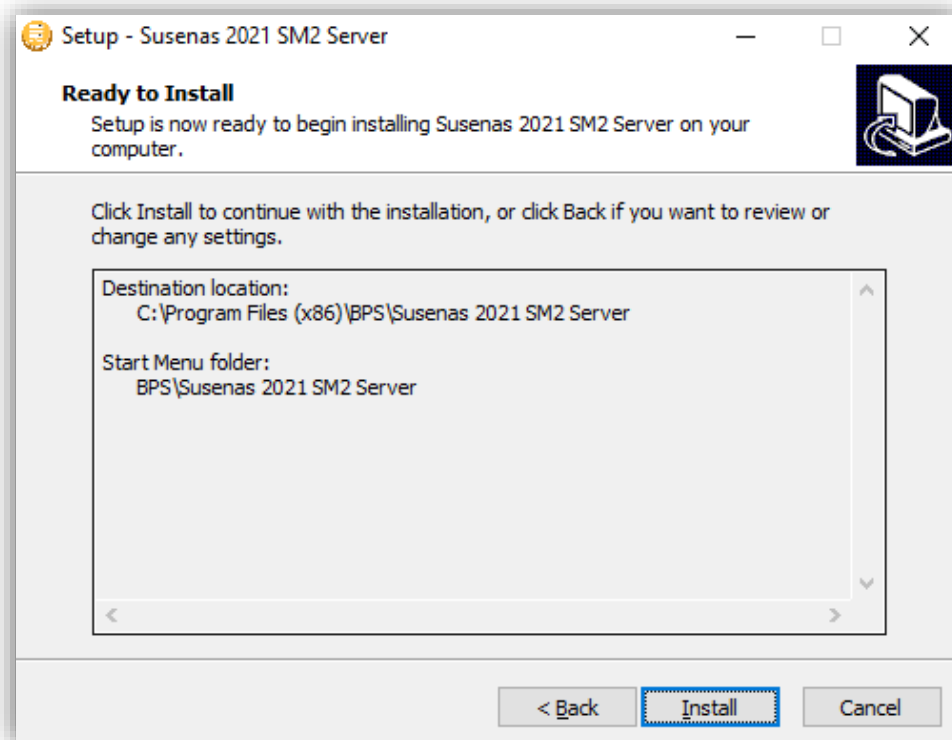 Setup - Susenas 2021 SM2 Server
Ready to Install
Setup is now ready to begin installing Susenas 2021 SM2 Server on your
computer.
Click Install to continue with the installation, or click Back if you want to review or
change any settings.
Destination location:
C:\Program Files (x86)\BPS\Susenas 2021 SM2 Server
Start Menu folder:
BPS\Susenas 2021 SM2 Server
< Back
Install
Cancel